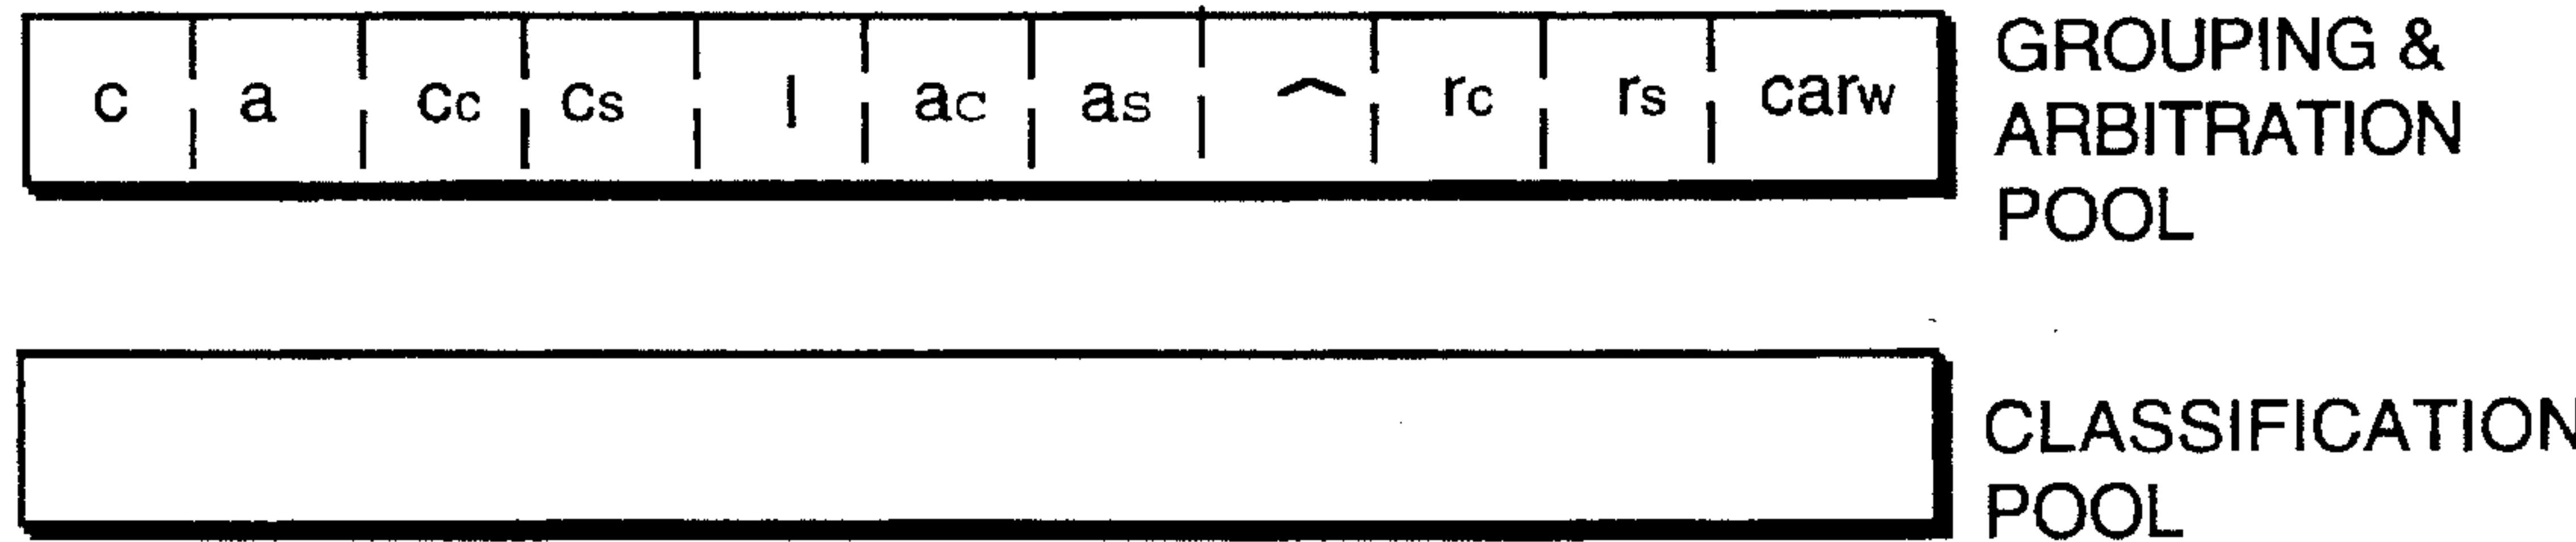 c a cc cs | ac as ^ rc rs carw
GROUPING &
ARBITRATION
POOL
CLASSIFICATION
POOL